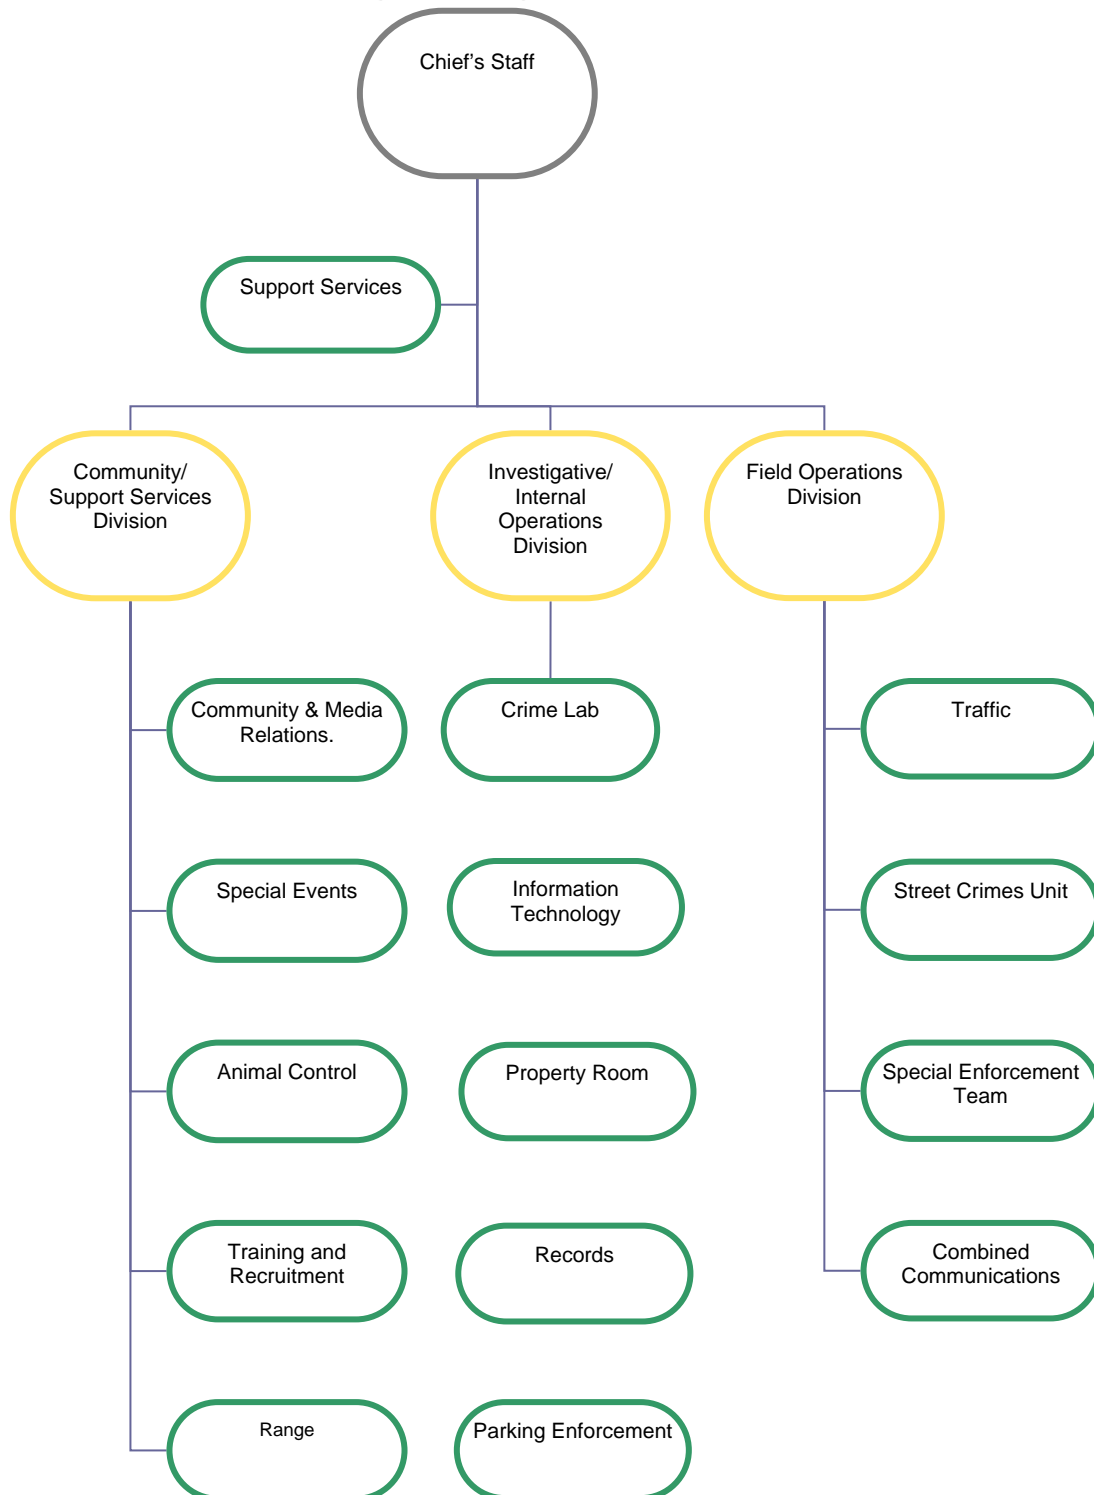 Chief's Staff
Support Services
Community/
Support Services
Division
Investigative/
Internal
Operations
Division
Field Operations
Division
Community & Media
Relations.
Crime Lab
Traffic
Special Events
Information
Technology
Street Crimes Unit
Animal Control
Property Room
Special Enforcement
Team
Training and
Recruitment
Records
Combined
Communications
Range
Parking Enforcement